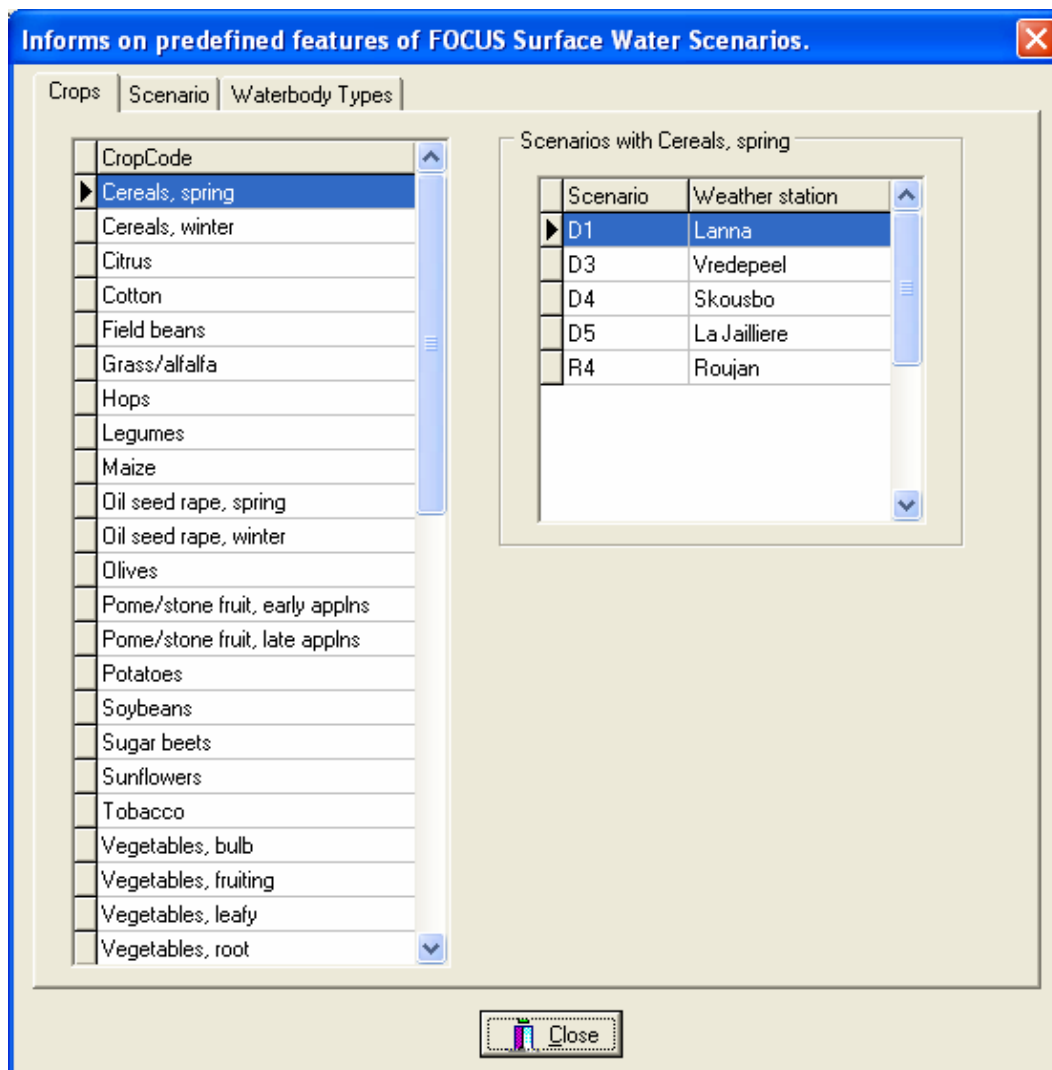 Informs on predefined features of FOCUS Surface Water Scenarios.
Crops Scenario Waterbody Types
CropCode
Cereals, spring
Cereals, winter
Citrus
Cotton
Field beans
Grass/alfalfa
Hops
Legumes
Maize
Oil seed rape, spring
Oil seed rape, winter
Olives
Pome/stone fruit, early applns
Pome/stone fruit, late applns
Potatoes
Soybeans
Sugar beets
Sunflowers
Tobacco
Vegetables, bulb
Vegetables, fruiting
Vegetables, leafy
Vegetables, root
Scenarios with Cereals, spring
Scenario Weather station
D1 Lanna
D3 Vredepeel
D4 Skousbo
D5 La Jailliere
R4 Roujan
Close